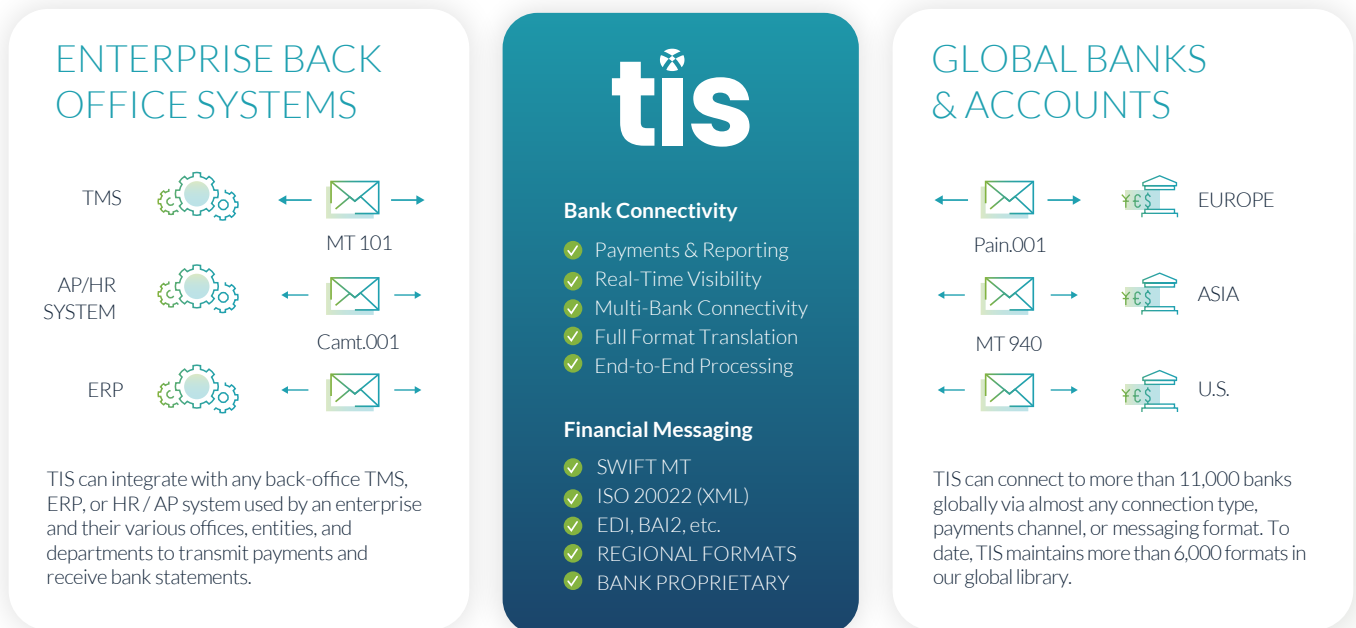 ENTERPRISE BACK
OFFICE SYSTEMS
TMS
MT 101
AP/HR
SYSTEM
Camt.001
ERP
TIS can integrate with any back-office TMS,
ERP, or HR / AP system used by an enterprise
and their various offices, entities, and
departments to transmit payments and
receive bank statements.
tis
Bank Connectivity
Payments & Reporting
Real-Time Visibility
Multi-Bank Connectivity
Full Format Translation
End-to-End Processing
Financial Messaging
SWIFT MT
ISO 20022 (XML)
EDI, BAI2, etc.
REGIONAL FORMATS
BANK PROPRIETARY
GLOBAL BANKS
& ACCOUNTS
¥€$ EUROPE
Pain.001
¥€$ ASIA
MT 940
¥€$ U.S.
TIS can connect to more than 11,000 banks
globally via almost any connection type,
payments channel, or messaging format. To
date, TIS maintains more than 6,000 formats in
our global library.